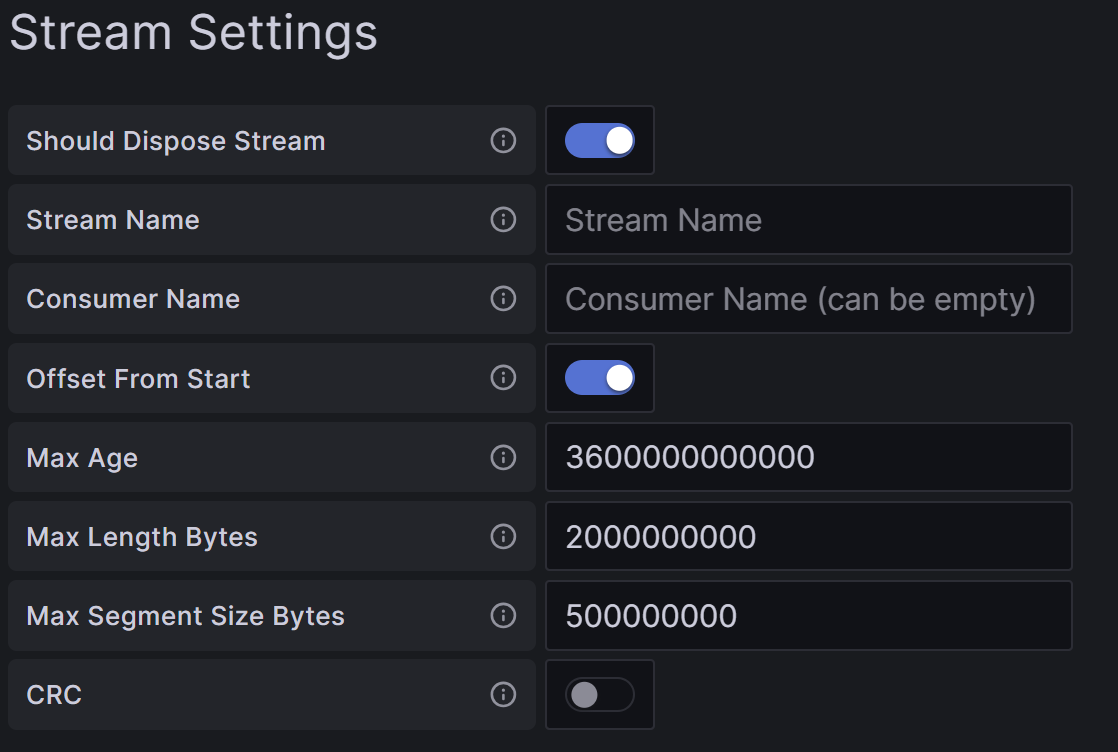 Stream Settings
Should Dispose Stream
Stream Name Stream Name
Consumer Name Consumer Name (can be empty)
Offset From Start
Max Age 3600000000000
Max Length Bytes 2000000000
Max Segment Size Bytes 500000000
CRC